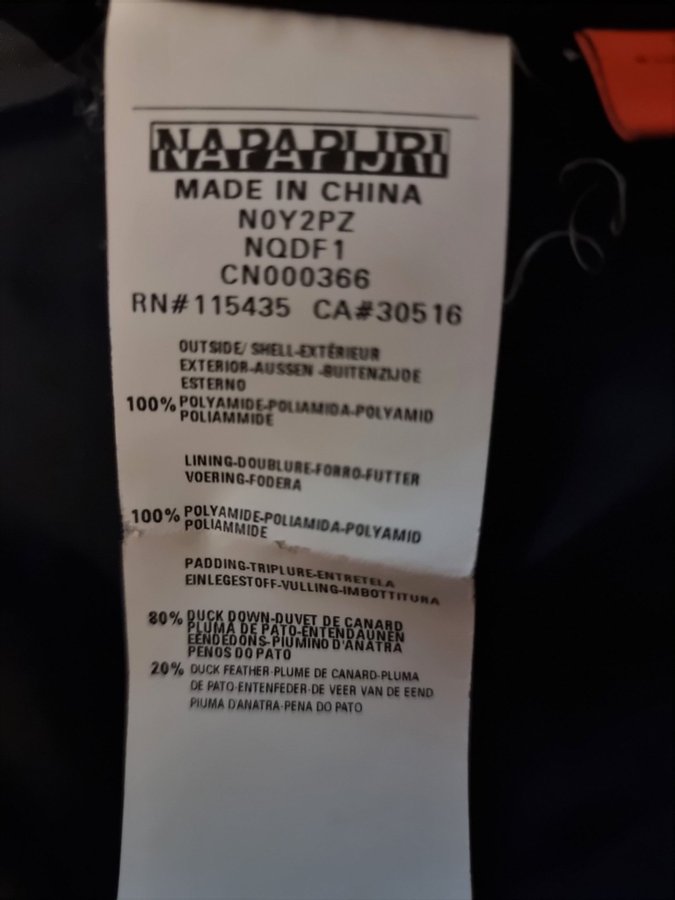 NAPAPIJRI
MADE IN CHINA
N0Y2PZ
NQDF1
CN000366
RN#115435 CA#30516
OUTSIDE/ SHELL-EXTÉRIEUR
EXTERIOR-AUSSEN -BUITENZIJDE
ESTERNO
100% POLYAMIDE-POLIAMIDA-POLYAMID
POLIAMMIDE
LINING-DOUBLURE-FORRO-FUTTER
VOERING-FODERA
100% POLYAMIDE-POLIAMIDA-POLYAMID
POLIAMMIDE
PADDING-TRIPLURE-ENTRETELA
EINLEGESTOFF-VULLING-IMBOTTITURA
80% DUCK DOWN-DUVET DE CANARD
PLUMA DE PATO-ENTENDAUNEN
EENDEDONS-PIUMINO D'ANATRA
PENOS DO PATO
20% DUCK FEATHER-PLUME DE CANARD-PLUMA
DE PATO-ENTENFEDER-DE VEER VAN DE EEND
PIUMA D'ANATRA-PENA DO PATO